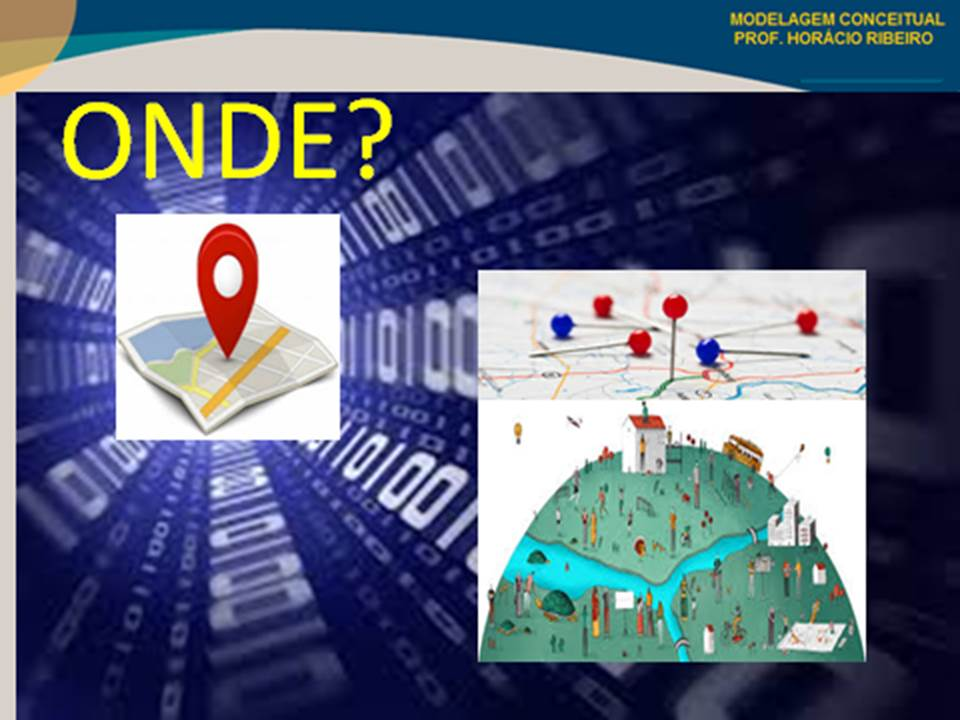 MODELAGEM CONCEITUAL
PROF. HORÁCIO RIBEIRO
ONDE?